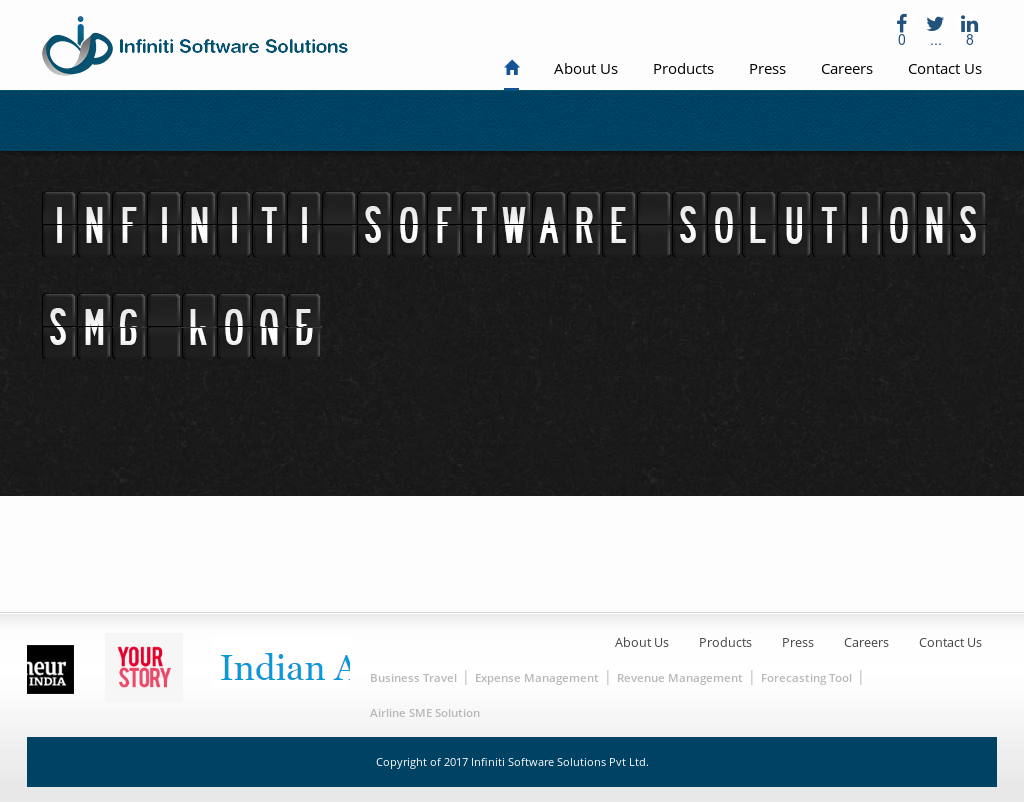 Infiniti Software Solutions
0 ... 8
About Us Products Press Careers Contact Us
INFINITI SOFTWARE SOLUTIONS
About Us Products Press Careers Contact Us
neur
INDIA
YOUR
STORY
Indian A
Business Travel | Expense Management | Revenue Management | Forecasting Tool |
Airline SME Solution
Copyright of 2017 Infiniti Software Solutions Pvt Ltd.